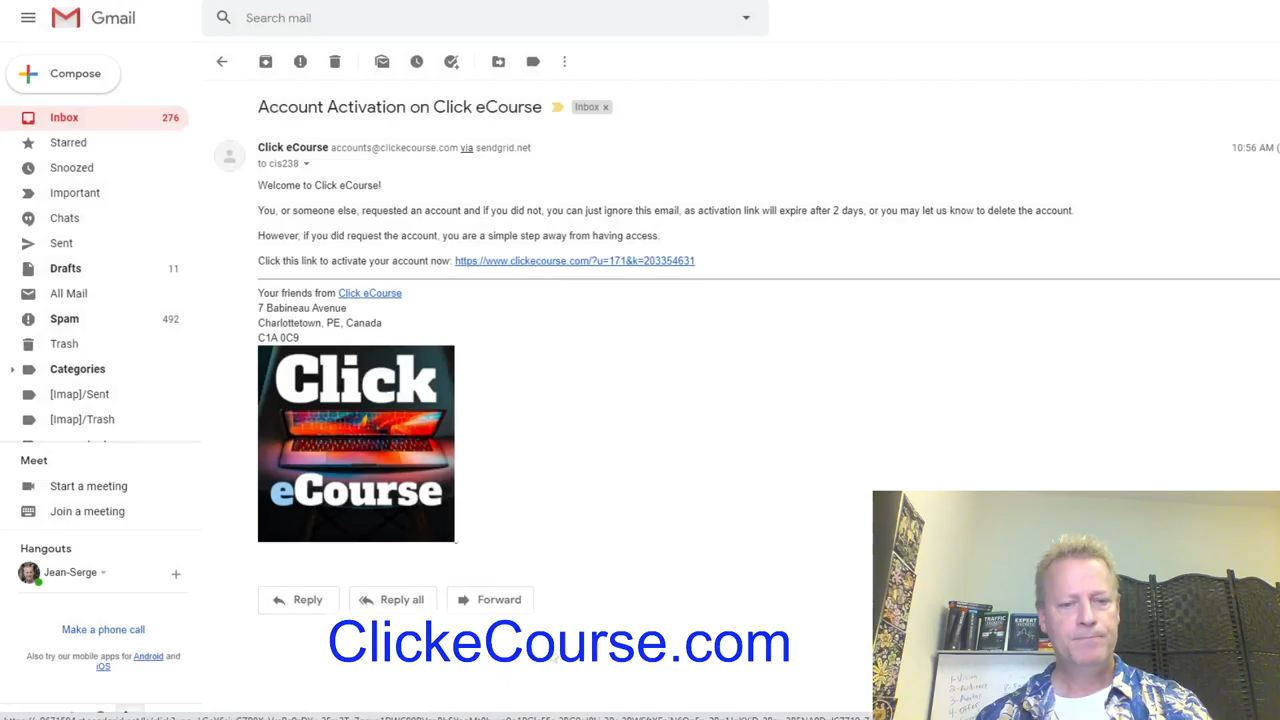 Gmail
Search mail
Compose
Inbox 276
Starred
Snoozed
Important
Chats
Sent
Drafts 11
All Mail
Spam 492
Trash
Categories
[Imap]/Sent
[Imap]/Trash
Meet
Start a meeting
Join a meeting
Hangouts
Jean-Serge
Make a phone call
Also try our mobile apps for Android and
iOS
Account Activation on Click eCourse Inbox x
Click eCourse accounts@clickecourse.com via sendgrid.net 10:56 AM (
to cis238
Welcome to Click eCourse!
You, or someone else, requested an account and if you did not, you can just ignore this email, as activation link will expire after 2 days, or you may let us know to delete the account.
However, if you did request the account, you are a simple step away from having access.
Click this link to activate your account now: https://www.clickecourse.com/?u=171&k=203354631
Your friends from Click eCourse
7 Babineau Avenue
Charlottetown, PE, Canada
C1A 0C9
Click
eCourse
Reply Reply all Forward
ClickeCourse.com
TRAFFIC
EXPERT